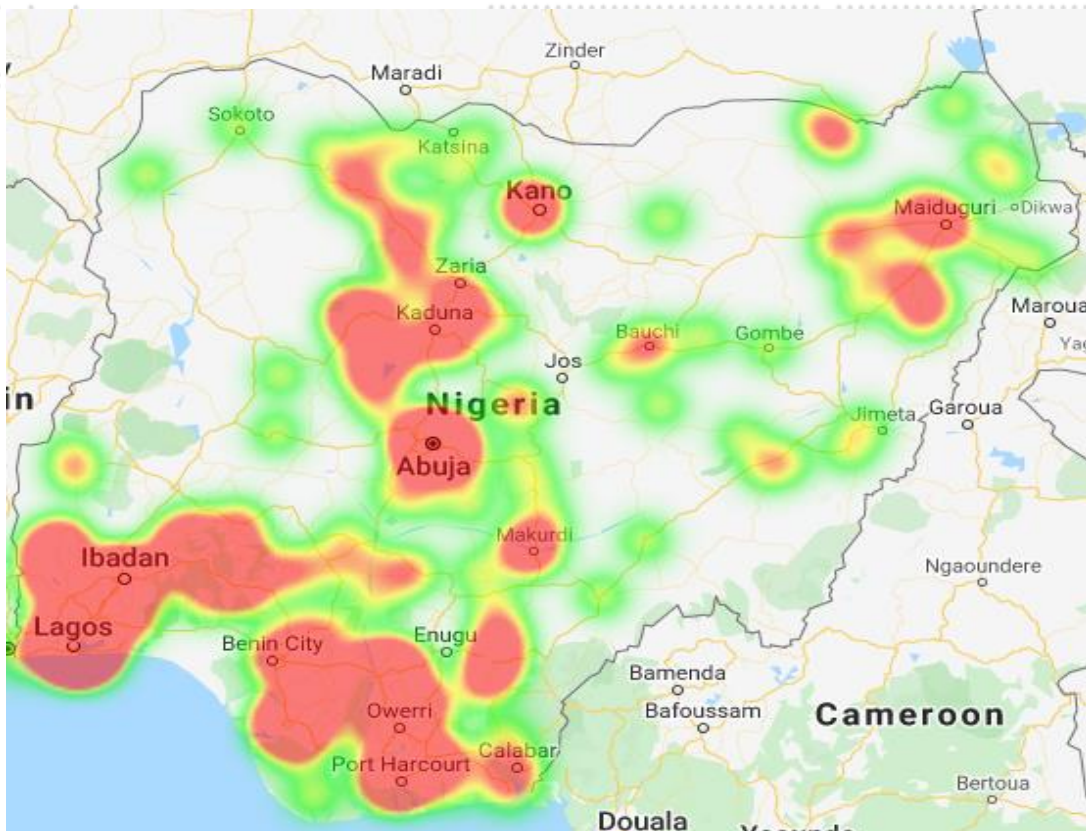 Zinder
Maradi
Sokoto
Katsina
Kano
Maiduguri
Dikwa
Zaria
Maroua
Kaduna
Bauchi
Gombe
Jos
in
Nigeria
Garoua
Jimeta
Abuja
Makurdi
Ibadan
Ngaoundere
Lagos
Benin City
Enugu
Bamenda
Owerri
Bafoussam
Cameroon
Calabar
Port Harcourt
Bertoua
Douala